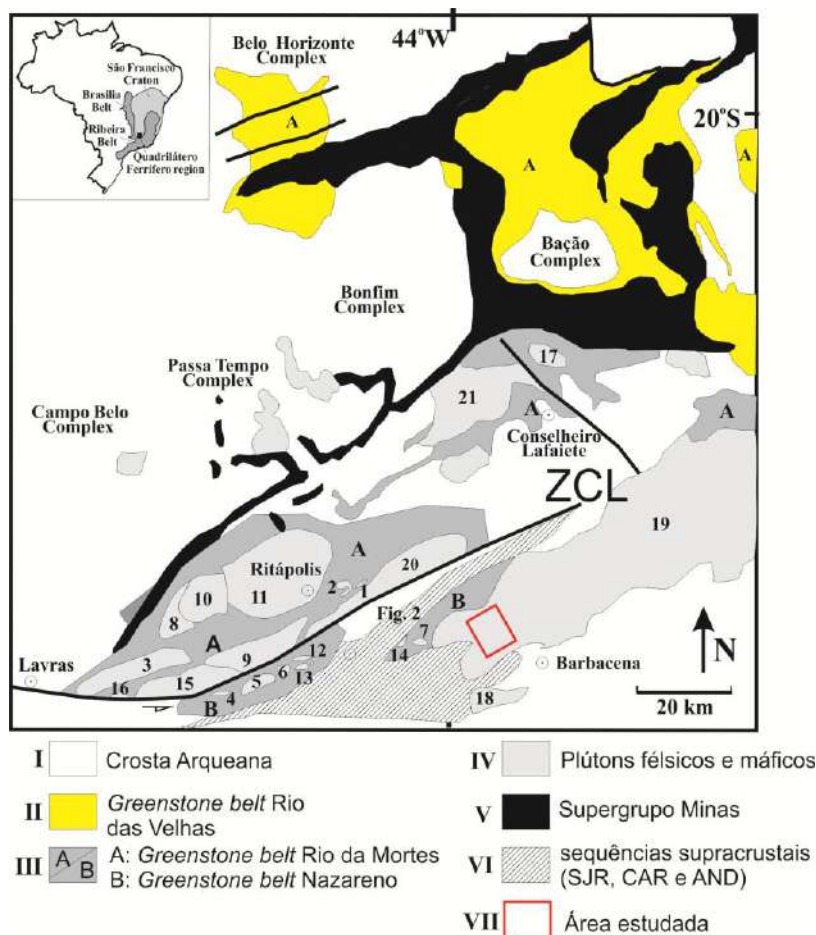 44°W
20°S
São Francisco
Craton
Brasilia
Belt
Ribeira
Belt
Quadrilátero
Ferrífero region
Belo Horizonte
Complex
A
A
A
Bação
Complex
Bonfim
Complex
Passa Tempo
Complex
Campo Belo
Complex
17
21
A
A
Conselheiro
Lafaiete
ZCL
19
A
20
Ritápolis
2
1
10
11
8
Fig. 2
B
7
14
N
A
9
12
Lavras
3
6
13
16
15
5
4
B
Barbacena
18
20 km
I Crosta Arqueana
II Greenstone belt Rio
das Velhas
III A B A: Greenstone belt Rio da Mortes
B: Greenstone belt Nazareno
IV Plútons félsicos e máficos
V Supergrupo Minas
VI sequências supracrustais
(SJR, CAR e AND)
VII Área estudada